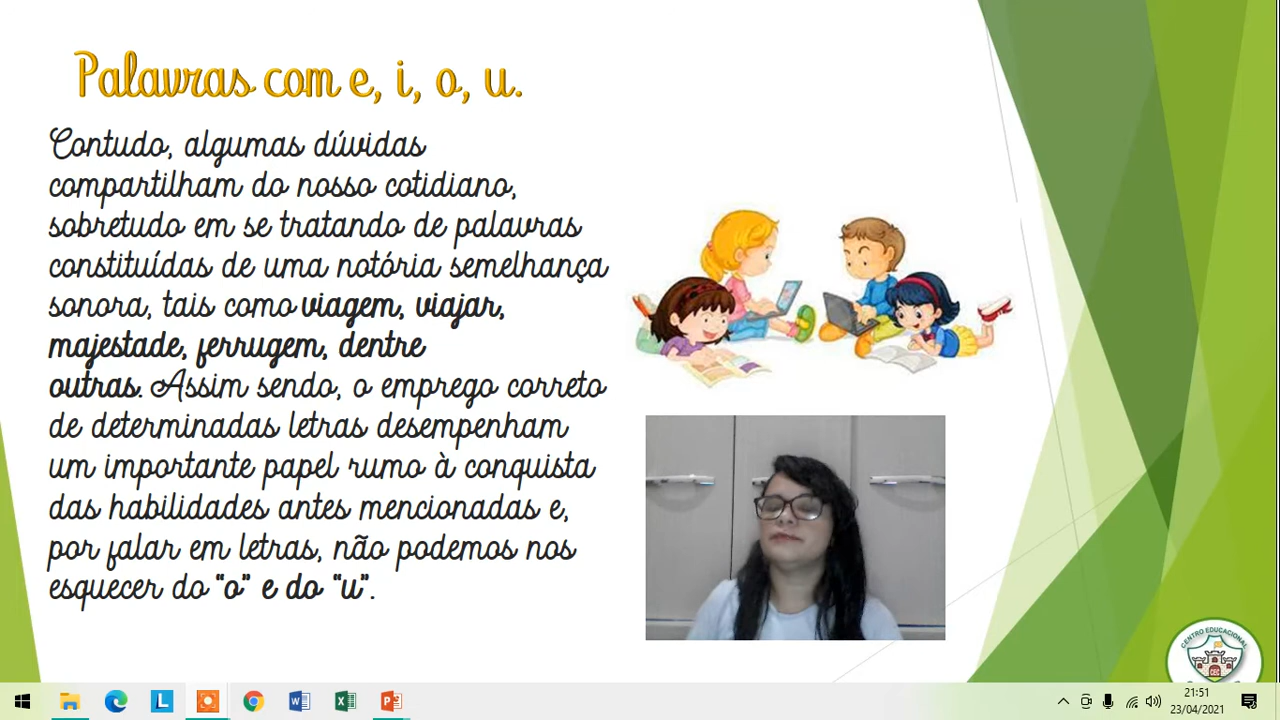 Palavras com e, i, o, u.
Contudo, algumas dúvidas
compartilham do nosso cotidiano,
sobretudo em se tratando de palavras
constituídas de uma notória semelhança
sonora, tais como viagem, viajar,
majestade, ferrugem, dentre
outras. Assim sendo, o emprego correto
de determinadas letras desempenham
um importante papel rumo à conquista
das habilidades antes mencionadas e,
por falar em letras, não podemos nos
esquecer do “o” e do “u”.
CENTRO EDUCACIONAL
CEC
21:51
23/04/2021